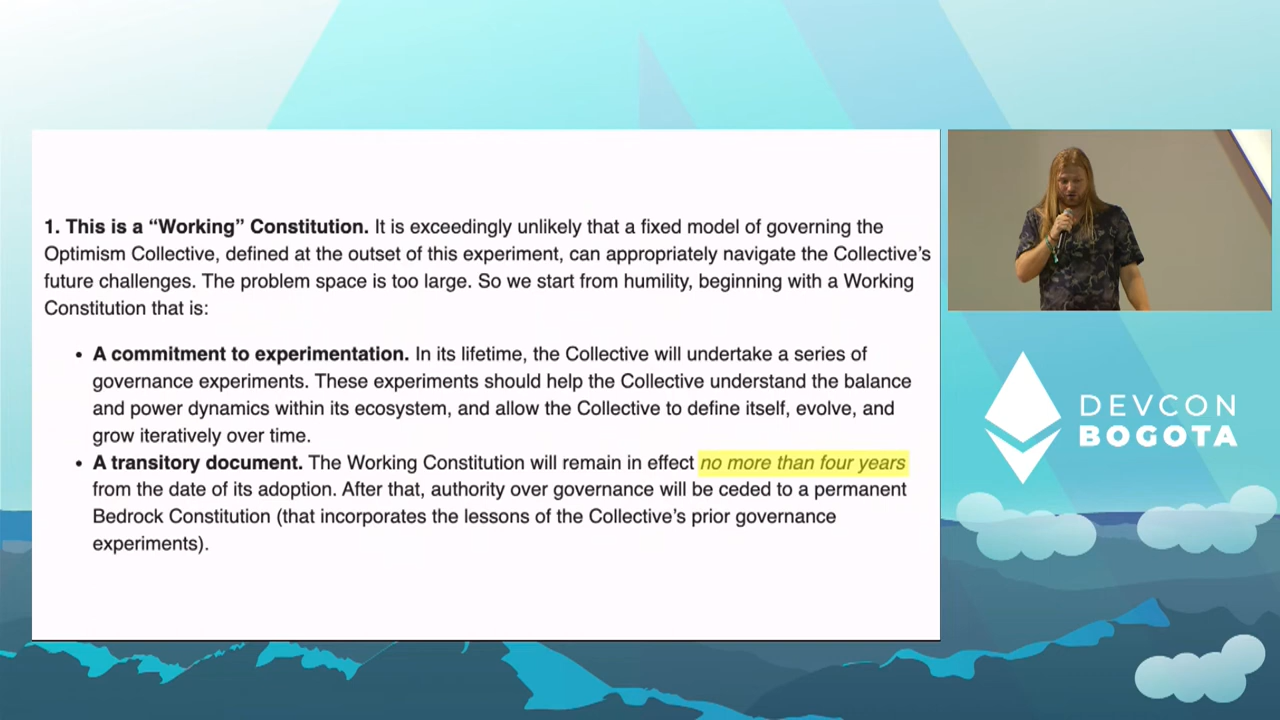 1. This is a “Working” Constitution. It is exceedingly unlikely that a fixed model of governing the
Optimism Collective, defined at the outset of this experiment, can appropriately navigate the Collective’s
future challenges. The problem space is too large. So we start from humility, beginning with a Working
Constitution that is:
• A commitment to experimentation. In its lifetime, the Collective will undertake a series of
governance experiments. These experiments should help the Collective understand the balance
and power dynamics within its ecosystem, and allow the Collective to define itself, evolve, and
grow iteratively over time.
• A transitory document. The Working Constitution will remain in effect no more than four years
from the date of its adoption. After that, authority over governance will be ceded to a permanent
Bedrock Constitution (that incorporates the lessons of the Collective’s prior governance
experiments).
DEVCON
BOGOTA